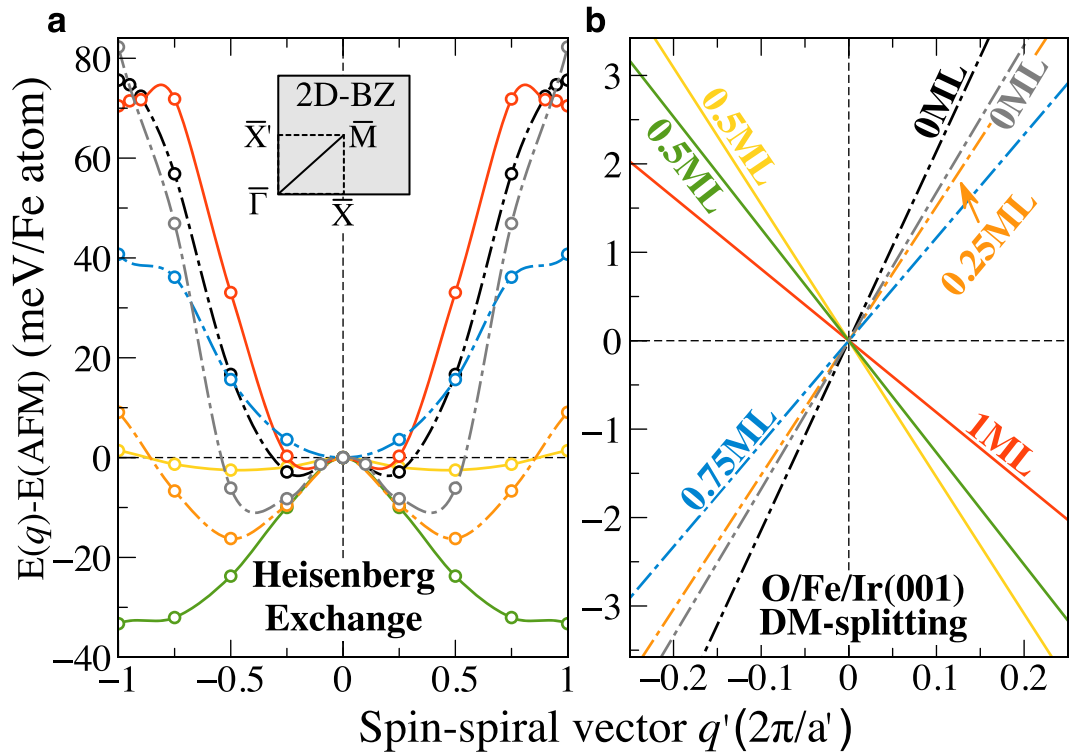 a
b
E(q)-E(AFM) (meV/Fe atom)
80
60
40
20
0
−20
−40
2D-BZ
X̅'
M̅
Γ̅
X̅
Heisenberg
Exchange
−1
−0.5
0
0.5
1
3
2
1
0
−1
−2
−3
0.5ML
0.5ML
0ML
0ML
0.25ML
0.75ML
1ML
O/Fe/Ir(001)
DM-splitting
−0.2
−0.1
0
0.1
0.2
Spin-spiral vector q'(2π/a')